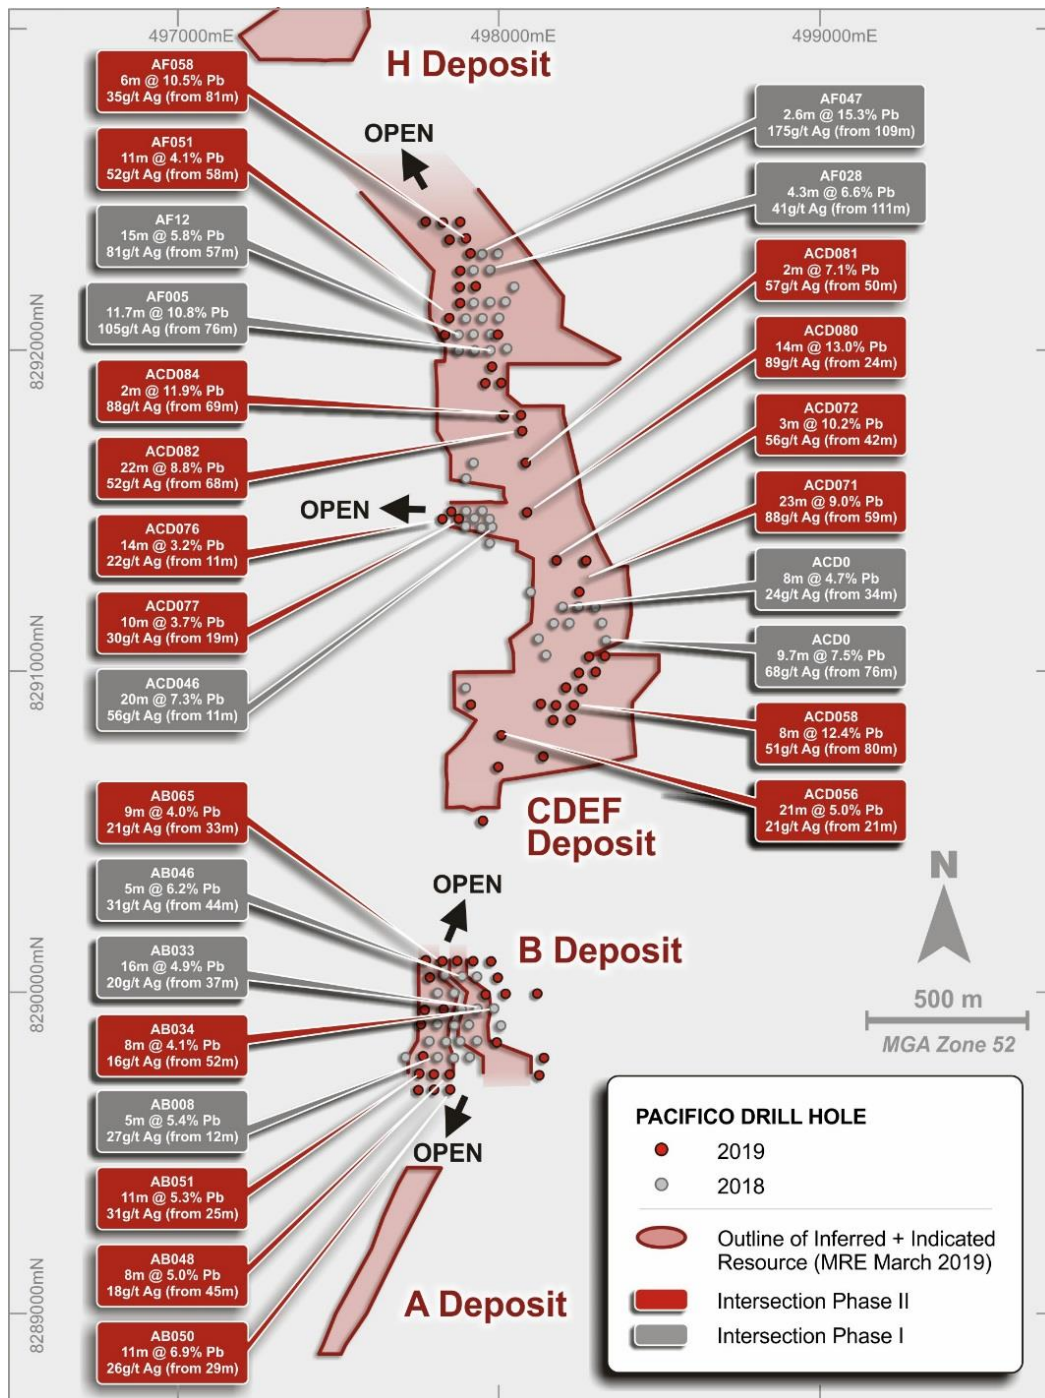 497000mE
498000mE
499000mE
H Deposit
AF058
6m @ 10.5% Pb
35g/t Ag (from 81m)
AF051
11m @ 4.1% Pb
52g/t Ag (from 58m)
AF12
15m @ 5.8% Pb
81g/t Ag (from 57m)
AF005
11.7m @ 10.8% Pb
105g/t Ag (from 76m)
ACD084
2m @ 11.9% Pb
88g/t Ag (from 69m)
ACD082
22m @ 8.8% Pb
52g/t Ag (from 68m)
ACD076
14m @ 3.2% Pb
22g/t Ag (from 11m)
ACD077
10m @ 3.7% Pb
30g/t Ag (from 19m)
ACD046
20m @ 7.3% Pb
56g/t Ag (from 11m)
AB065
9m @ 4.0% Pb
21g/t Ag (from 33m)
AB046
5m @ 6.2% Pb
31g/t Ag (from 44m)
AB033
16m @ 4.9% Pb
20g/t Ag (from 37m)
AB034
8m @ 4.1% Pb
16g/t Ag (from 52m)
AB008
5m @ 5.4% Pb
27g/t Ag (from 12m)
AB051
11m @ 5.3% Pb
31g/t Ag (from 25m)
AB048
8m @ 5.0% Pb
18g/t Ag (from 45m)
AB050
11m @ 6.9% Pb
26g/t Ag (from 29m)
8292000mN
8291000mN
8290000mN
8289000mN
OPEN
OPEN
OPEN
OPEN
AF047
2.6m @ 15.3% Pb
175g/t Ag (from 109m)
AF028
4.3m @ 6.6% Pb
41g/t Ag (from 111m)
ACD081
2m @ 7.1% Pb
57g/t Ag (from 50m)
ACD080
14m @ 13.0% Pb
89g/t Ag (from 24m)
ACD072
3m @ 10.2% Pb
56g/t Ag (from 42m)
ACD071
23m @ 9.0% Pb
88g/t Ag (from 59m)
ACD0
8m @ 4.7% Pb
24g/t Ag (from 34m)
ACD0
9.7m @ 7.5% Pb
68g/t Ag (from 76m)
ACD058
8m @ 12.4% Pb
51g/t Ag (from 80m)
ACD056
21m @ 5.0% Pb
21g/t Ag (from 21m)
CDEF
Deposit
B Deposit
A Deposit
N
500 m
MGA Zone 52
PACIFICO DRILL HOLE
2019
2018
Outline of Inferred + Indicated
Resource (MRE March 2019)
Intersection Phase II
Intersection Phase I